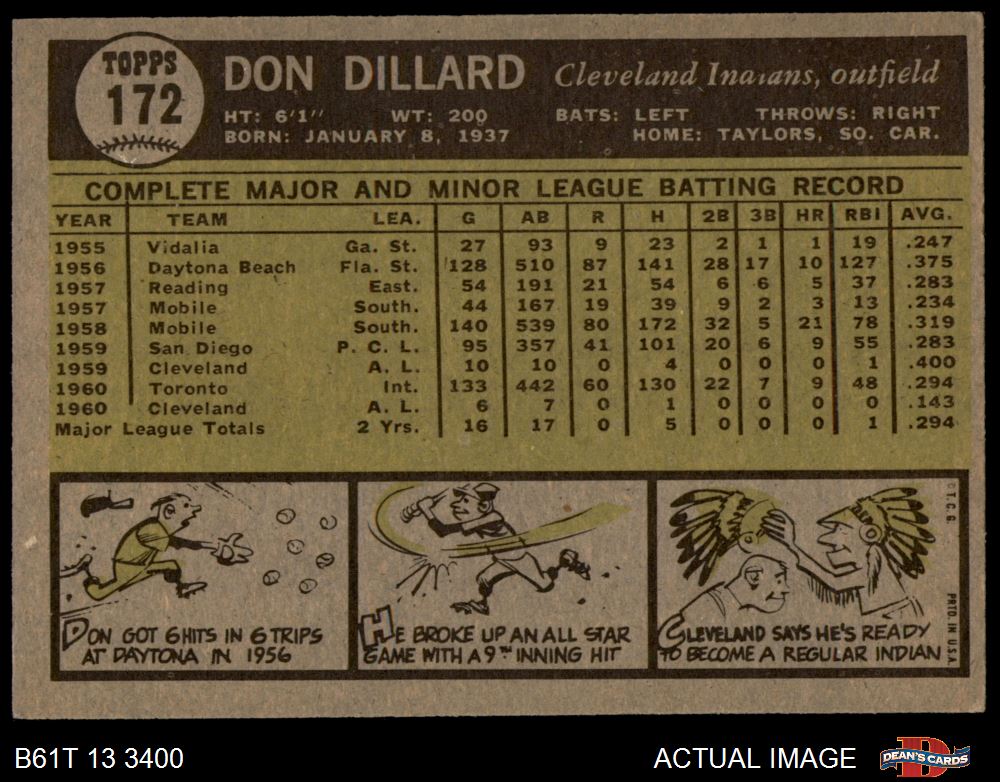 TOPPS
172
DON DILLARD Cleveland Indians, outfield
HT: 6'1" WT: 200 BATS: LEFT THROWS: RIGHT
BORN: JANUARY 8, 1937 HOME: TAYLORS, SO. CAR.
COMPLETE MAJOR AND MINOR LEAGUE BATTING RECORD
YEAR TEAM LEA. G AB R H 2B 3B HR RBI AVG.
1955 Vidalia Ga. St. 27 93 9 23 2 1 1 19 .247
1956 Daytona Beach Fla. St. 128 510 87 141 28 17 10 127 .375
1957 Reading East. 54 191 21 54 6 6 5 37 .283
1957 Mobile South. 44 167 19 39 9 2 3 13 .234
1958 Mobile South. 140 539 80 172 32 5 21 78 .319
1959 San Diego P. C. L. 95 357 41 101 20 6 9 55 .283
1959 Cleveland A. L. 10 10 0 4 0 0 0 1 .400
1960 Toronto Int. 133 442 60 130 22 7 9 48 .294
1960 Cleveland A. L. 6 7 0 1 0 0 0 0 .143
Major League Totals 2 Yrs. 16 17 0 5 0 0 0 1 .294
DON GOT 6 HITS IN 6 TRIPS
AT DAYTONA IN 1956
HE BROKE UP AN ALL STAR
GAME WITH A 9TH INNING HIT
CLEVELAND SAYS HE'S READY
TO BECOME A REGULAR INDIAN
© T. C. G.
PRTD. IN U.S.A.
B61T 13 3400
ACTUAL IMAGE
DEAN'S CARDS